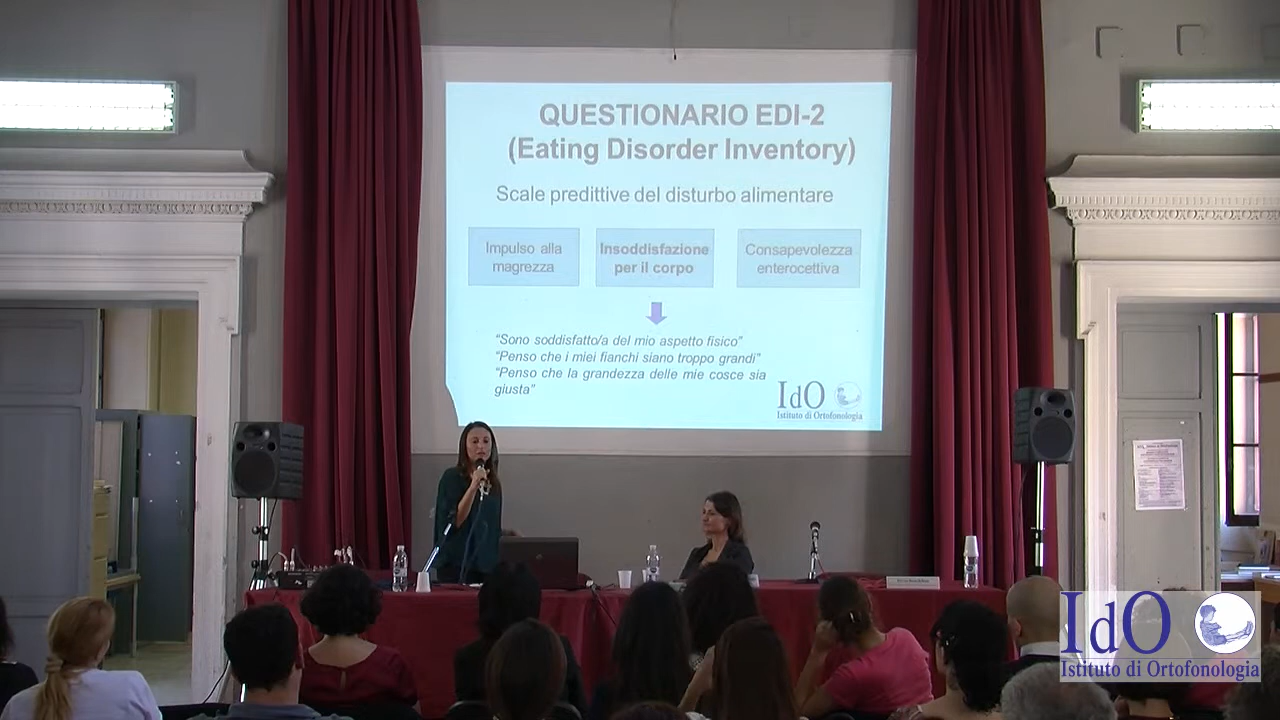 QUESTIONARIO EDI-2
(Eating Disorder Inventory)
Scale predittive del disturbo alimentare
Impulso alla
magrezza
Insoddisfazione
per il corpo
Consapevolezza
enterocettiva
“Sono soddisfatto/a del mio aspetto fisico”
“Penso che i miei fianchi siano troppo grandi”
“Penso che la grandezza delle mie cosce sia
giusta”
IdO
Istituto di Ortofonologia
IdO
Istituto di Ortofonologia